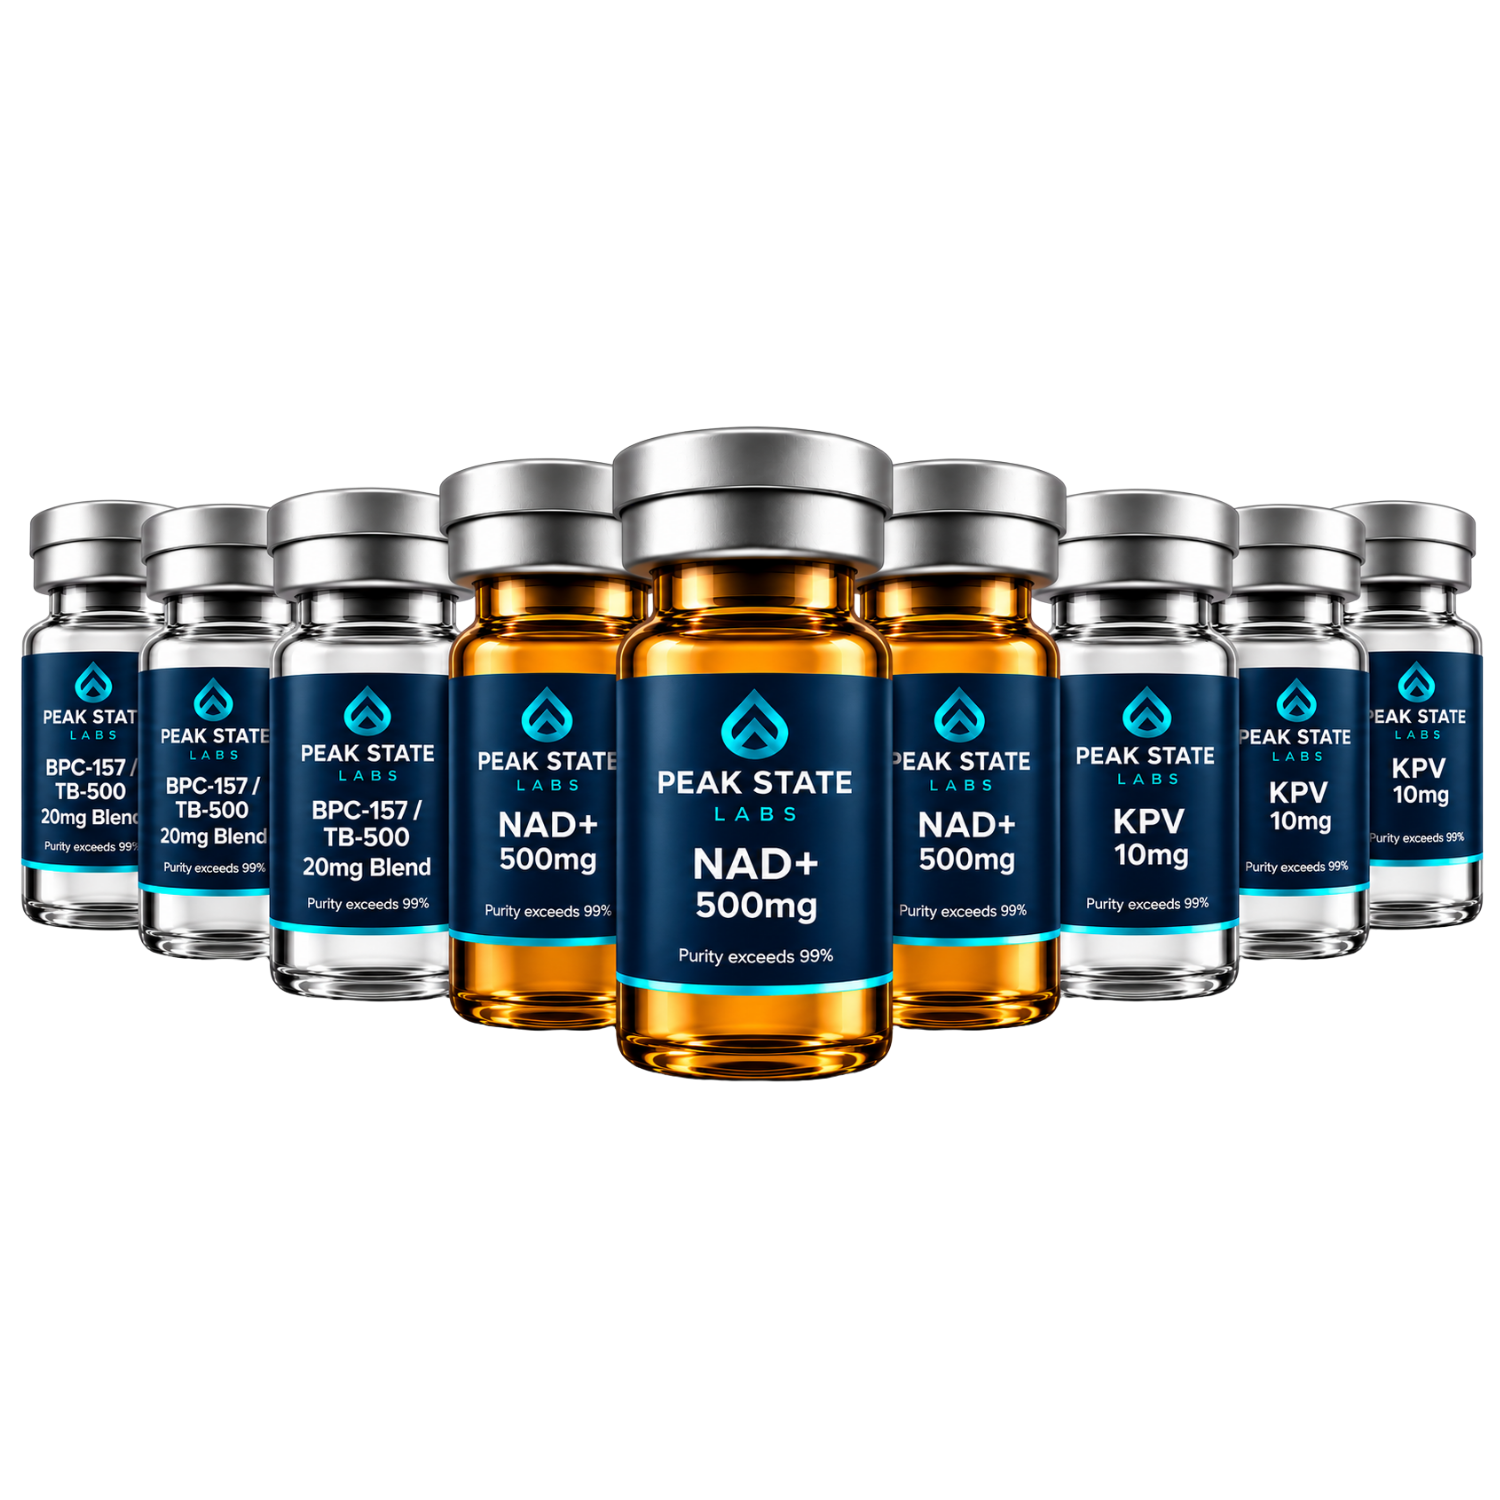 PEAK STAT
LABS
BPC-157 /
TB-500
20mg Blend
Purity exceeds 99%
PEAK STATE
LABS
BPC-157 /
TB-500
20mg Blend
Purity exceeds 99%
PEAK STATE
LABS
BPC-157 /
TB-500
20mg Blend
Purity exceeds 99%
PEAK STATE
LABS
NAD+
500mg
Purity exceeds 99%
PEAK STATE
LABS
NAD+
500mg
Purity exceeds 99%
PEAK STATE
LABS
NAD+
500mg
Purity exceeds 99%
PEAK STATE
LABS
KPV
10mg
Purity exceeds 99%
PEAK STATE
LABS
KPV
10mg
Purity exceeds 99%
PEAK STATE
LABS
KPV
10mg
Purity exceeds 99%